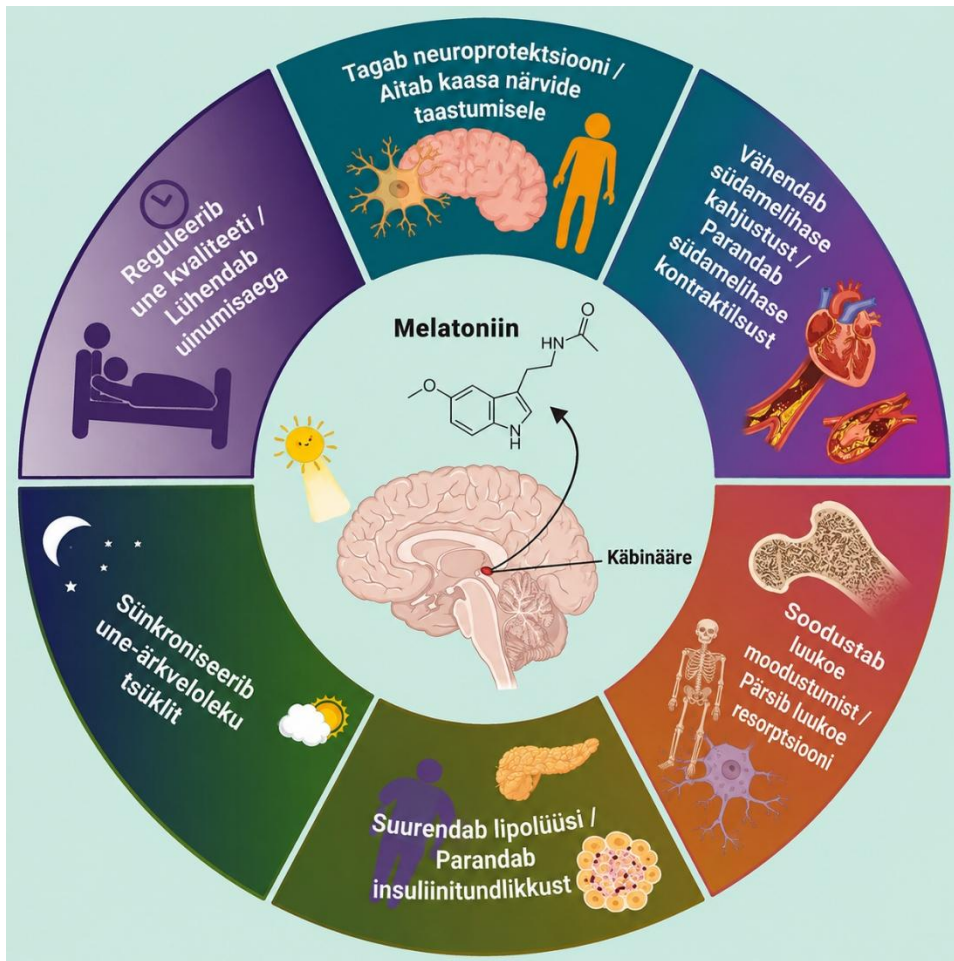 Tagab neuroprotektsiooni /
Aitab kaasa närvide
taastumisele
Vähendab
südamelihase
kahjustust /
Parandab
südamelihase
kontraktilsust
Soodustab
luukoe
moodustumist /
Pärsib luukoe
resorptsiooni
Suurendab lipolüüsi /
Parandab
insuliinitundlikkust
Sünkroniseerib
une-ärkveloleku
tsüklit
Reguleerib
une kvaliteeti /
Lühendab
uinumisaega
Melatoniin
O
HN
O
N
H
Käbinääre